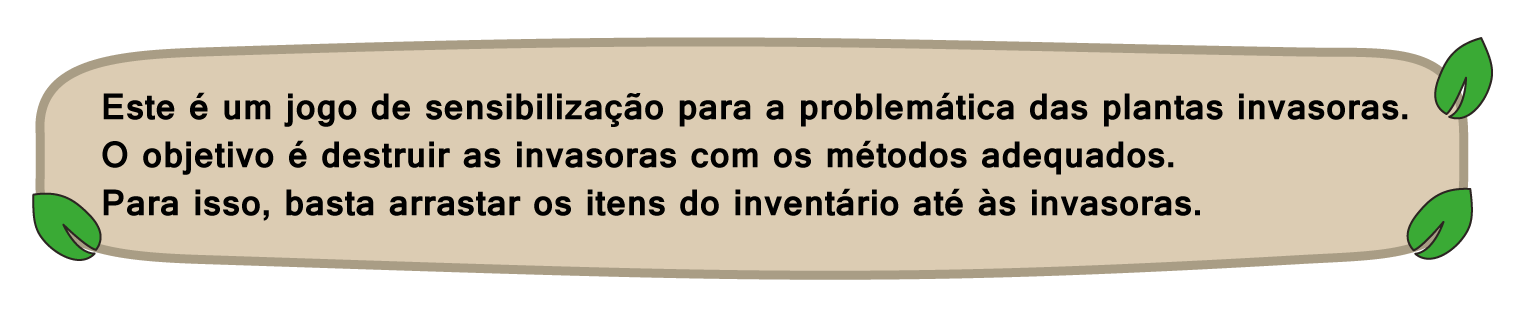 Este é um jogo de sensibilização para a problemática das plantas invasoras.
O objetivo é destruir as invasoras com os métodos adequados.
Para isso, basta arrastar os itens do inventário até às invasoras.